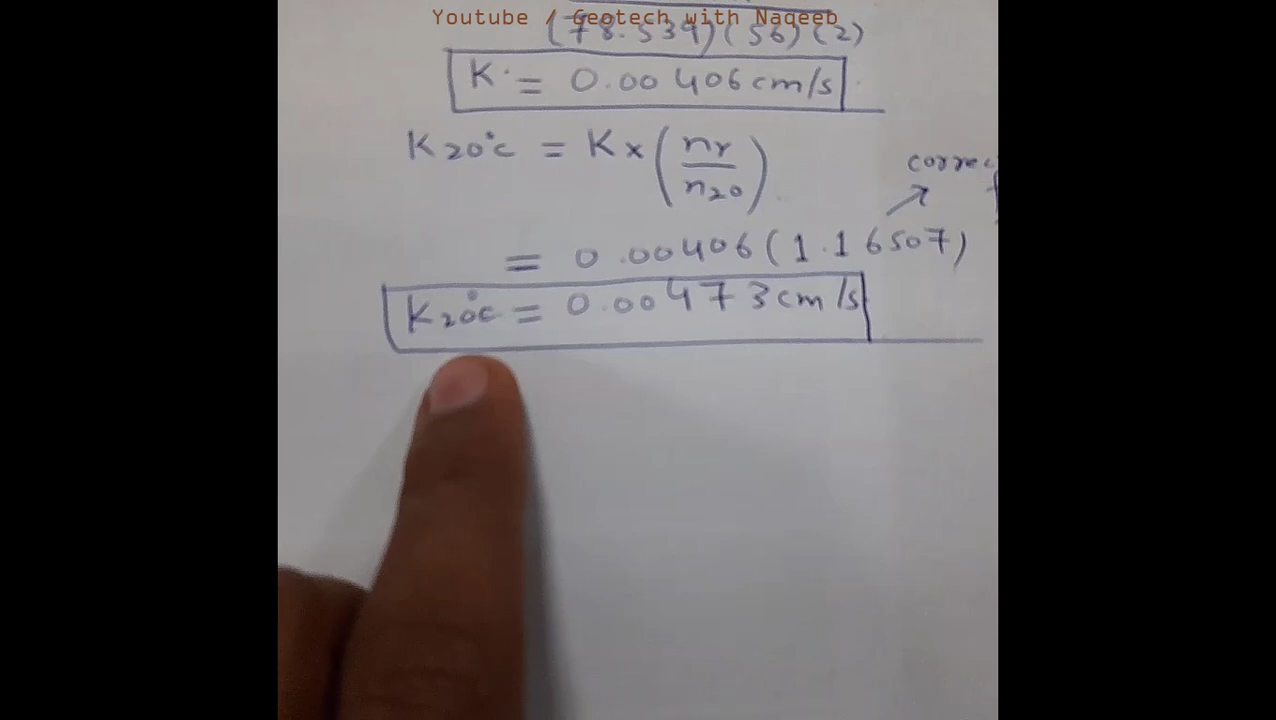 Youtube / Geotech with Naqeeb
(78.539)(56)(2)
K = 0.00406 cm/s
K20°C = K × (nT/n20)
= 0.00406 (1.16507)
K20°C = 0.00473 cm/s